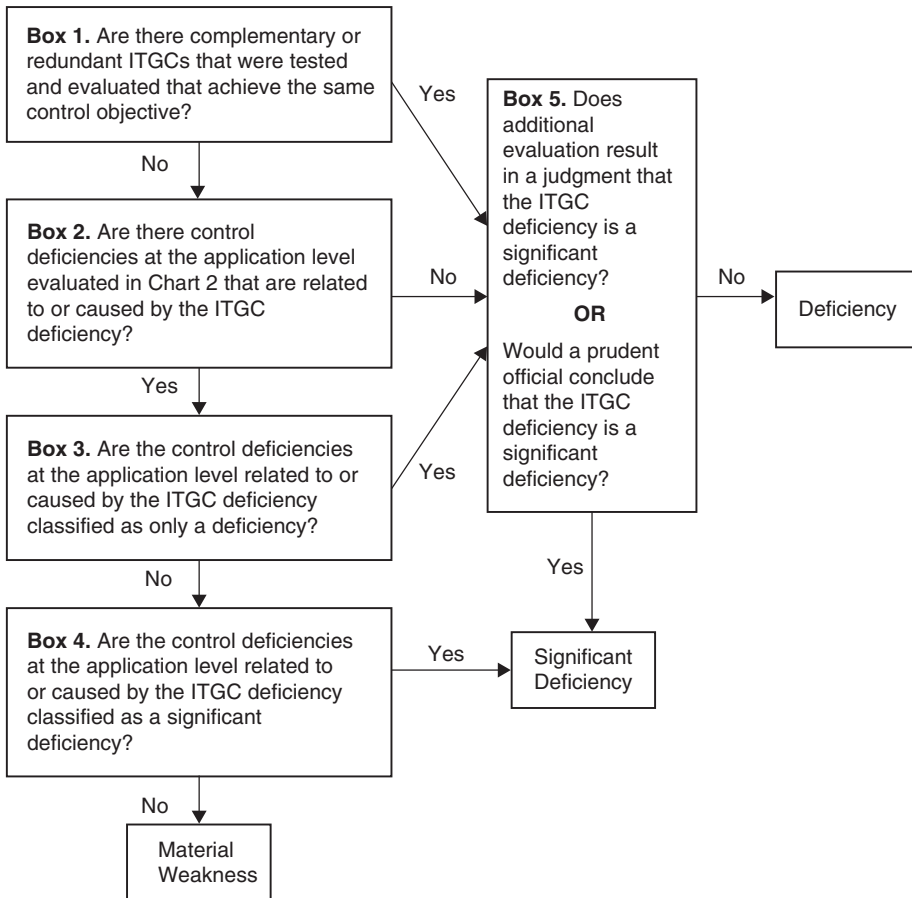 Box 1. Are there complementary or
redundant ITGCs that were tested
and evaluated that achieve the same
control objective?
Yes
No
Box 2. Are there control
deficiencies at the application level
evaluated in Chart 2 that are related
to or caused by the ITGC
deficiency?
No
Yes
Box 3. Are the control deficiencies
at the application level related to or
caused by the ITGC deficiency
classified as only a deficiency?
Yes
No
Box 4. Are the control deficiencies
at the application level related to
or caused by the ITGC deficiency
classified as a significant
deficiency?
Yes
No
Material
Weakness
Box 5. Does
additional
evaluation result
in a judgment that
the ITGC
deficiency is a
significant
deficiency?
OR
Would a prudent
official conclude
that the ITGC
deficiency is a
significant
deficiency?
No
Deficiency
Yes
Significant
Deficiency